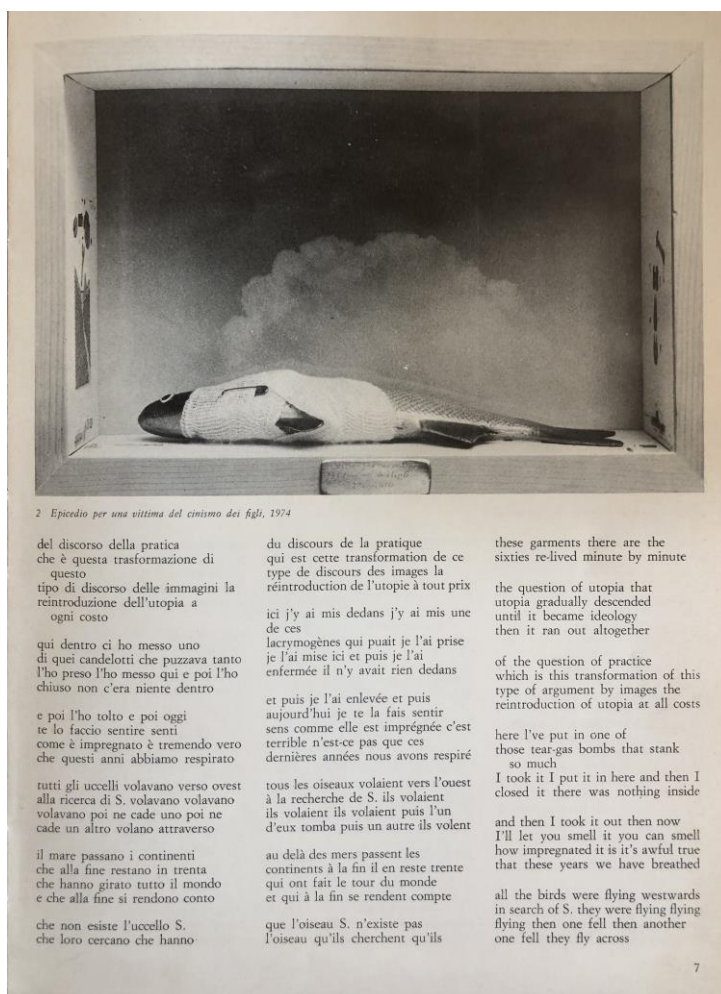 2 Epicedio per una vittima del cinismo dei figli, 1974
del discorso della pratica
che è questa trasformazione di
questo
tipo di discorso delle immagini la
reintroduzione dell'utopia a
ogni costo
qui dentro ci ho messo uno
di quei candelotti che puzzava tanto
l'ho preso l'ho messo qui e poi l'ho
chiuso non c'era niente dentro
e poi l'ho tolto e poi oggi
te lo faccio sentire senti
come è impregnato è tremendo vero
che questi anni abbiamo respirato
tutti gli uccelli volavano verso ovest
alla ricerca di S. volavano volavano
volavano poi ne cade uno poi ne
cade un altro volano attraverso
il mare passano i continenti
che alla fine restano in trenta
che hanno girato tutto il mondo
e che alla fine si rendono conto
che non esiste l'uccello S.
che loro cercano che hanno
du discours de la pratique
qui est cette transformation de ce
type de discours des images la
réintroduction de l'utopie à tout prix
ici j'y ai mis dedans j'y ai mis une
de ces
lacrymogènes qui puait je l'ai prise
je l'ai mise ici et puis je l'ai
enfermée il n'y avait rien dedans
et puis je l'ai enlevée et puis
aujourd'hui je te la fais sentir
sens comme elle est imprégnée c'est
terrible n'est-ce pas que ces
dernières années nous avons respiré
tous les oiseaux volaient vers l'ouest
à la recherche de S. ils volaient
ils volaient ils volaient puis l'un
d'eux tomba puis un autre ils volent
au delà des mers passent les
continents à la fin il en reste trente
qui ont fait le tour du monde
et qui à la fin se rendent compte
que l'oiseau S. n'existe pas
l'oiseau qu'ils cherchent qu'ils
these garments there are the
sixties re-lived minute by minute
the question of utopia that
utopia gradually descended
until it became ideology
then it ran out altogether
of the question of practice
which is this transformation of this
type of argument by images the
reintroduction of utopia at all costs
here I've put in one of
those tear-gas bombs that stank
so much
I took it I put it in here and then I
closed it there was nothing inside
and then I took it out then now
I'll let you smell it you can smell
how impregnated it is it's awful true
that these years we have breathed
all the birds were flying westwards
in search of S. they were flying flying
flying then one fell then another
one fell they fly across
7